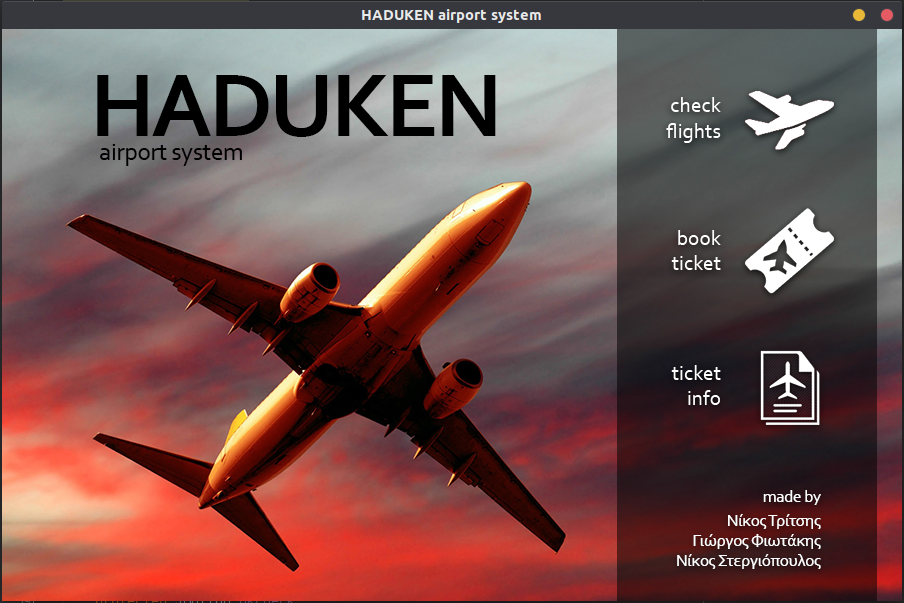 HADUKEN airport system
HADUKEN
airport system
check
flights
book
ticket
ticket
info
made by
Νίκος Τρίτσης
Γιώργος Φιωτάκης
Νίκος Στεργιόπουλος